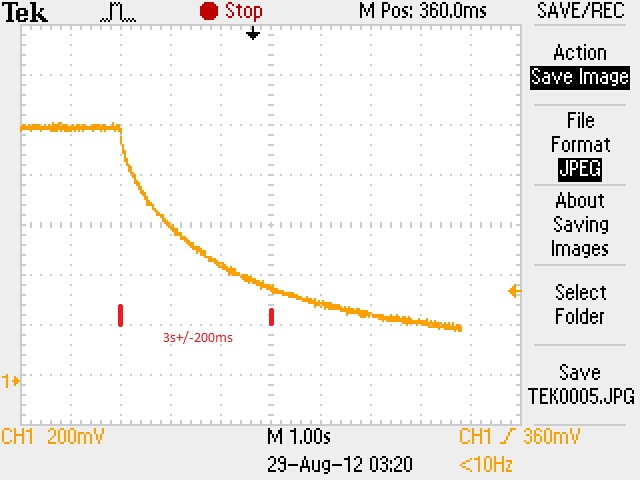 Tek Stop M Pos: 360.0ms SAVE/REC
Action
Save Image
File
Format
JPEG
About
Saving
Images
Select
Folder
3s+/-200ms
1
Save
TEK0005.JPG
CH1 200mV M 1.00s CH1 360mV
29-Aug-12 03:20 <10Hz